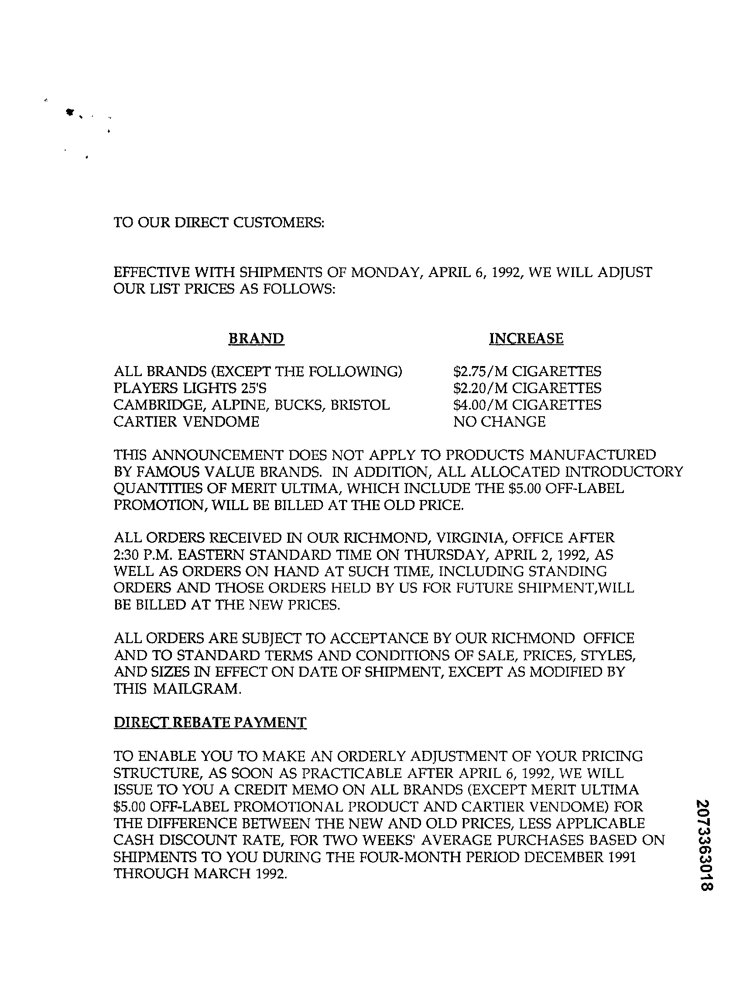 TO OUR DIRECT CUSTOMERS:
EFFECTIVE WITH SHIPMENTS OF MONDAY, APRIL 6, 1992, WE WILL ADJUST
OUR LIST PRICES AS FOLLOWS:
BRAND INCREASE
ALL BRANDS (EXCEPT THE FOLLOWING) $2.75/M CIGARETTES
PLAYERS LIGHTS 25'S $2.20/M CIGARETTES
CAMBRIDGE, ALPINE, BUCKS, BRISTOL $4.00/M CIGARETTES
CARTIER VENDOME NO CHANGE
THIS ANNOUNCEMENT DOES NOT APPLY TO PRODUCTS MANUFACTURED
BY FAMOUS VALUE BRANDS. IN ADDITION, ALL ALLOCATED INTRODUCTORY
QUANTITIES OF MERIT ULTIMA, WHICH INCLUDE THE $5.00 OFF-LABEL
PROMOTION, WILL BE BILLED AT THE OLD PRICE.
ALL ORDERS RECEIVED IN OUR RICHMOND, VIRGINIA, OFFICE AFTER
2:30 P.M. EASTERN STANDARD TIME ON THURSDAY, APRIL 2, 1992, AS
WELL AS ORDERS ON HAND AT SUCH TIME, INCLUDING STANDING
ORDERS AND THOSE ORDERS HELD BY US FOR FUTURE SHIPMENT,WILL
BE BILLED AT THE NEW PRICES.
ALL ORDERS ARE SUBJECT TO ACCEPTANCE BY OUR RICHMOND OFFICE
AND TO STANDARD TERMS AND CONDITIONS OF SALE, PRICES, STYLES,
AND SIZES IN EFFECT ON DATE OF SHIPMENT, EXCEPT AS MODIFIED BY
THIS MAILGRAM.
DIRECT REBATE PAYMENT
TO ENABLE YOU TO MAKE AN ORDERLY ADJUSTMENT OF YOUR PRICING
STRUCTURE, AS SOON AS PRACTICABLE AFTER APRIL 6, 1992, WE WILL
ISSUE TO YOU A CREDIT MEMO ON ALL BRANDS (EXCEPT MERIT ULTIMA
$5.00 OFF-LABEL PROMOTIONAL PRODUCT AND CARTIER VENDOME) FOR
THE DIFFERENCE BETWEEN THE NEW AND OLD PRICES, LESS APPLICABLE
CASH DISCOUNT RATE, FOR TWO WEEKS' AVERAGE PURCHASES BASED ON
SHIPMENTS TO YOU DURING THE FOUR-MONTH PERIOD DECEMBER 1991
THROUGH MARCH 1992.
2073363018